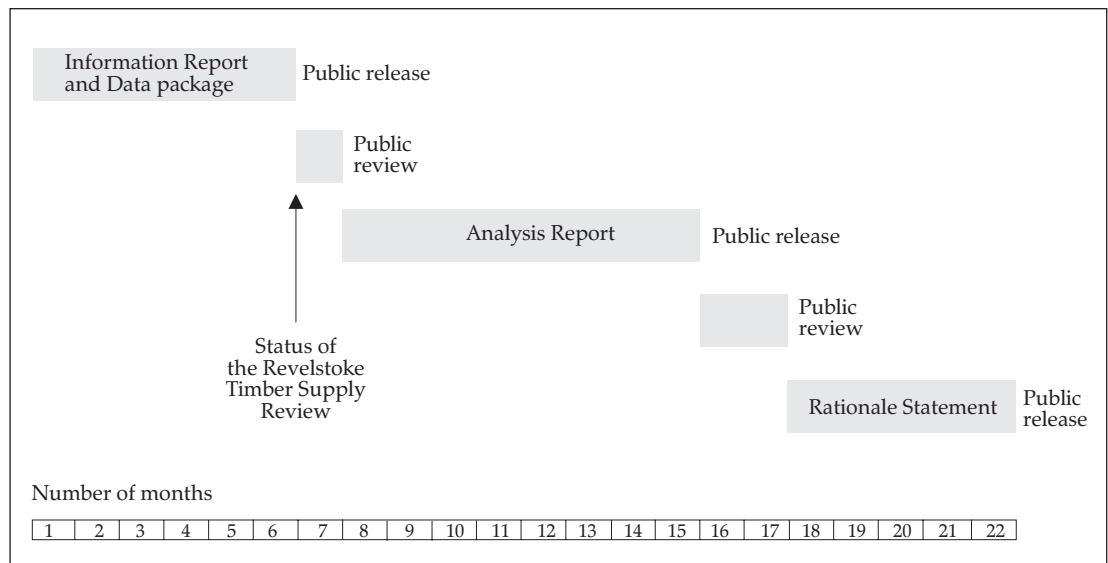 Information Report
and Data package
Public release
Public
review
Analysis Report
Public release
Public
review
Status of
the Revelstoke
Timber Supply
Review
Rationale Statement
Public
release
Number of months
1 2 3 4 5 6 7 8 9 10 11 12 13 14 15 16 17 18 19 20 21 22